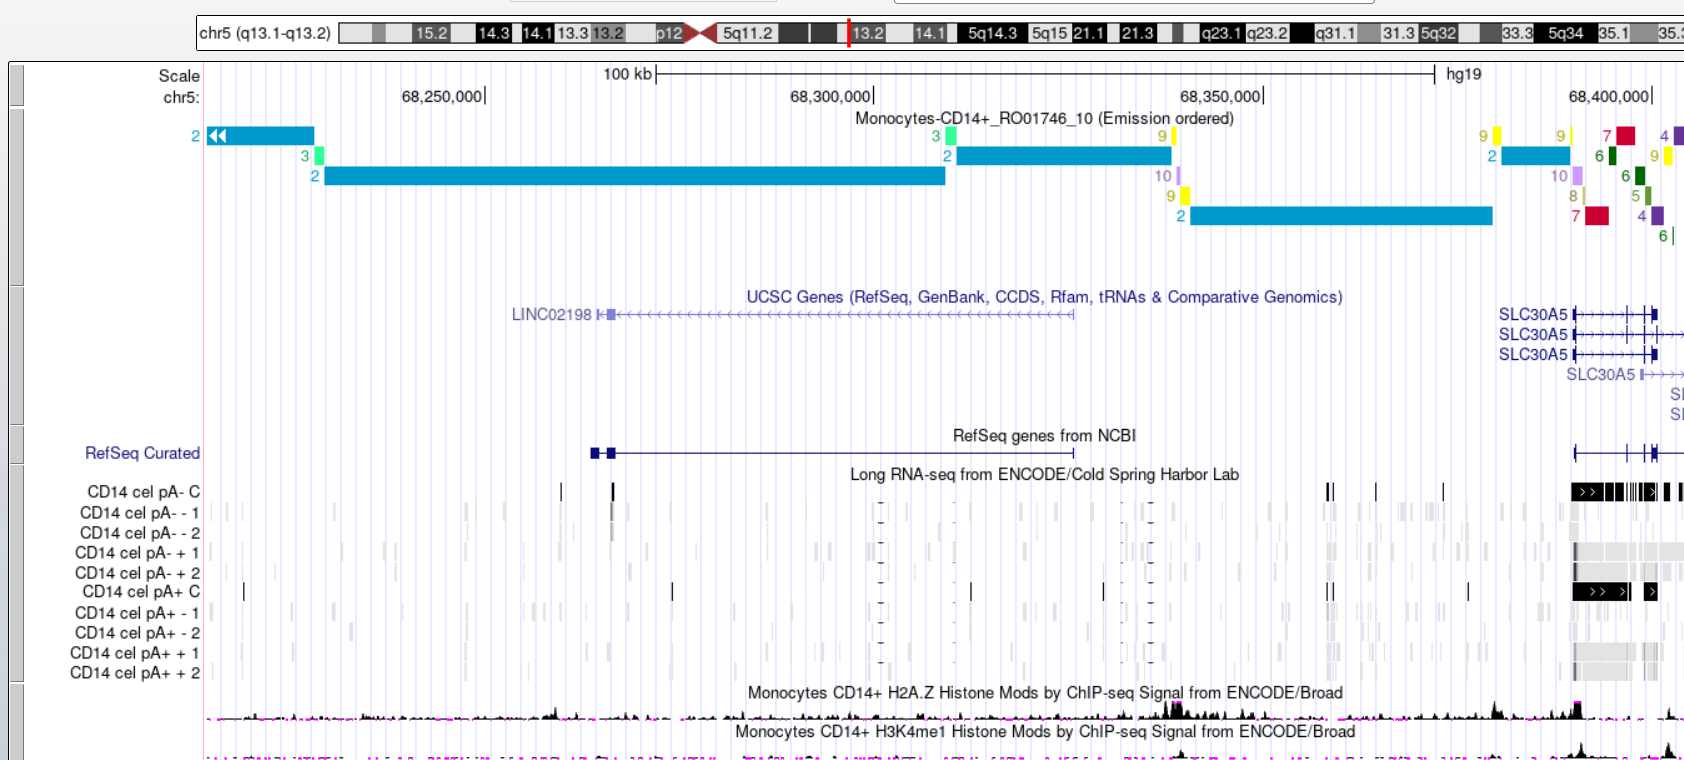 chr5 (q13.1-q13.2) 15.2 14.3 14.1 13.3 13.2 p12 5q11.2 13.2 14.1 5q14.3 5q15 21.1 21.3 q23.1 q23.2 q31.1 31.3 5q32 33.3 5q34 35.1 35.3
Scale 100 kb hg19
chr5: 68,250,000 68,300,000 68,350,000 68,400,000
Monocytes-CD14+_RO01746_10 (Emission ordered)
2 3 9 9 9 7 4
3 2 2 6 9
2 10 10 6
9 8 5
2 7 4
6
UCSC Genes (RefSeq, GenBank, CCDS, Rfam, tRNAs & Comparative Genomics)
LINC02198 SLC30A5
SLC30A5
SLC30A5
SLC30A5
SL
SL
RefSeq genes from NCBI
RefSeq Curated
Long RNA-seq from ENCODE/Cold Spring Harbor Lab
CD14 cel pA- C
CD14 cel pA- - 1
CD14 cel pA- - 2
CD14 cel pA- + 1
CD14 cel pA- + 2
CD14 cel pA+ C
CD14 cel pA+ - 1
CD14 cel pA+ - 2
CD14 cel pA+ + 1
CD14 cel pA+ + 2
Monocytes CD14+ H2A.Z Histone Mods by ChIP-seq Signal from ENCODE/Broad
Monocytes CD14+ H3K4me1 Histone Mods by ChIP-seq Signal from ENCODE/Broad